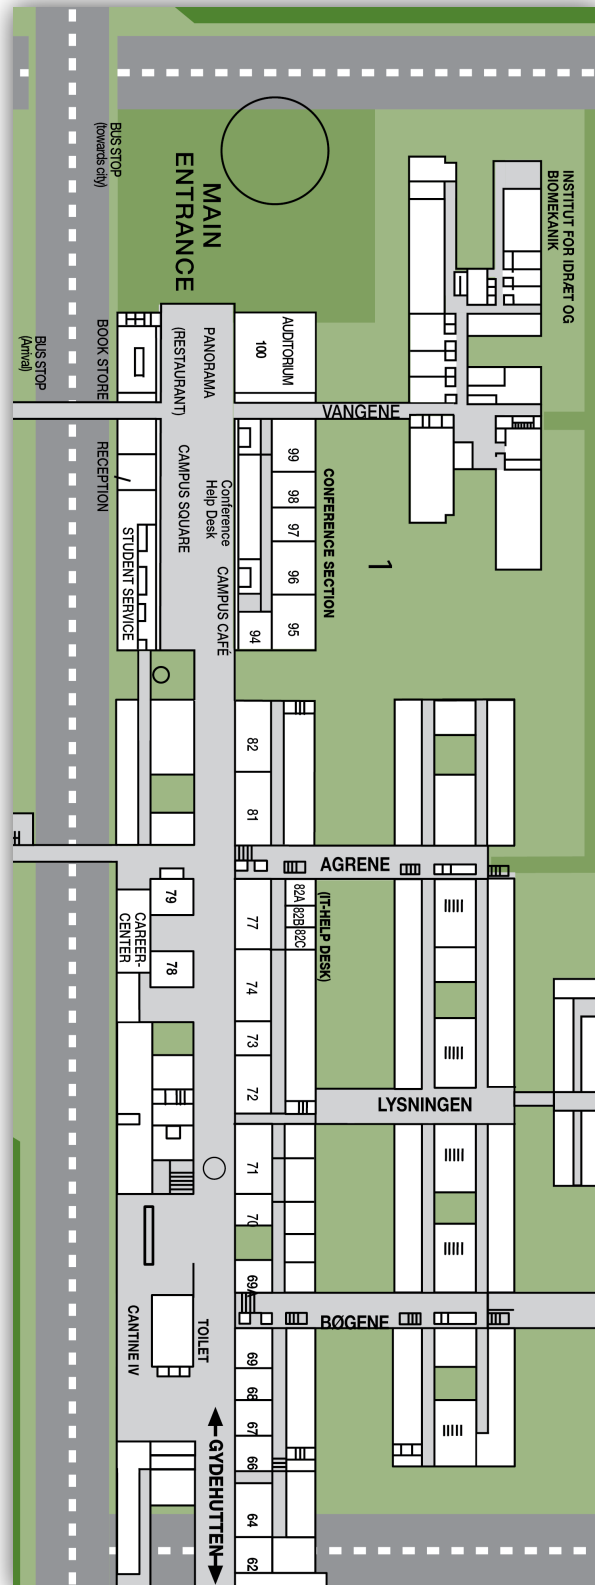 BUS STOP
(towards city)
MAIN
ENTRANCE
INSTITUT FOR IDRÆT OG
BIOMEKANIK
BUS STOP
(Arrival)
BOOK STORE
PANORAMA
(RESTAURANT)
AUDITORIUM
100
VANGENE
RECEPTION
CAMPUS SQUARE
Conference
Help Desk
99
98
97
96
95
94
CONFERENCE SECTION
1
STUDENT SERVICE
CAMPUS CAFÉ
82
81
AGRENE
79
78
CAREER-
CENTER
77
82A
82B
82C
(IT-HELP DESK)
74
73
72
LYSNINGEN
71
70
69A
BØGENE
TOILET
CANTINE IV
69
68
67
66
GYDEHUTTEN
64
62